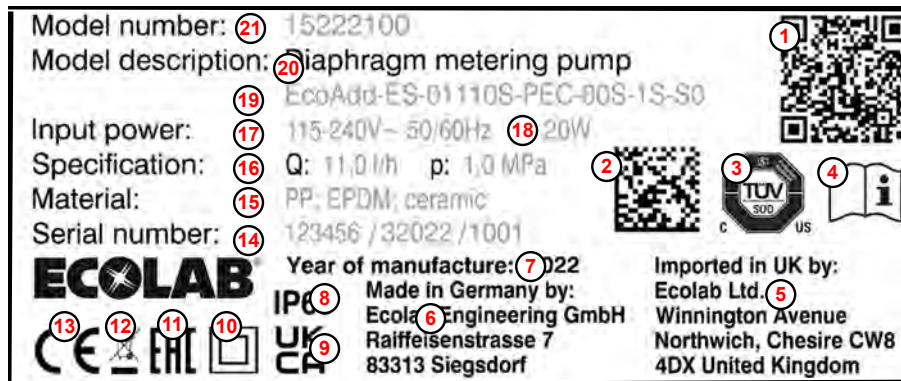 Model number: 21 15222100
Model description: 20 Diaphragm metering pump
19 EcoAdd-ES-01110S-PEC-00S-1S-S0
Input power: 17 115-240V~ 50/60Hz 18 20W
Specification: 16 Q: 11,0 l/h p: 1,0 MPa
Material: 15 PP; EPDM; ceramic
Serial number: 14 123456 / 32022 / 1001
1
2
3
TÜV
SÜD
C US
4
i
ECOLAB
Year of manufacture: 7 2022
IP6 8
Made in Germany by:
6 Engineering GmbH
Raiffeisenstrasse 7
83313 Siegsdorf
Imported in UK by:
Ecolab Ltd. 5
Winnington Avenue
Northwich, Chesire CW8
4DX United Kingdom
13 12 11 10 9
CE EAC UK
CA